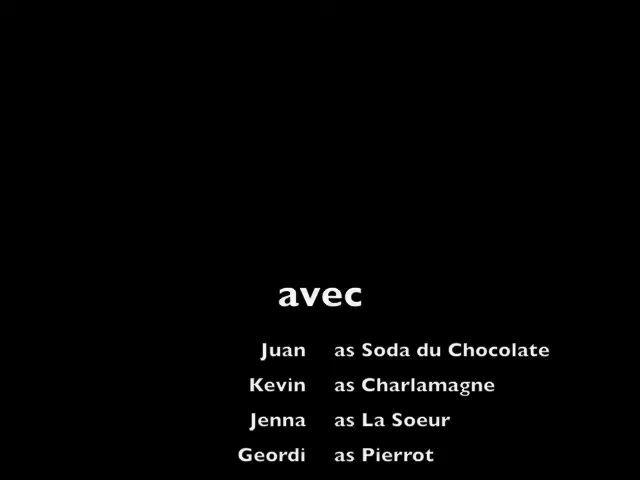 avec
Juan as Soda du Chocolate
Kevin as Charlamagne
Jenna as La Soeur
Geordi as Pierrot